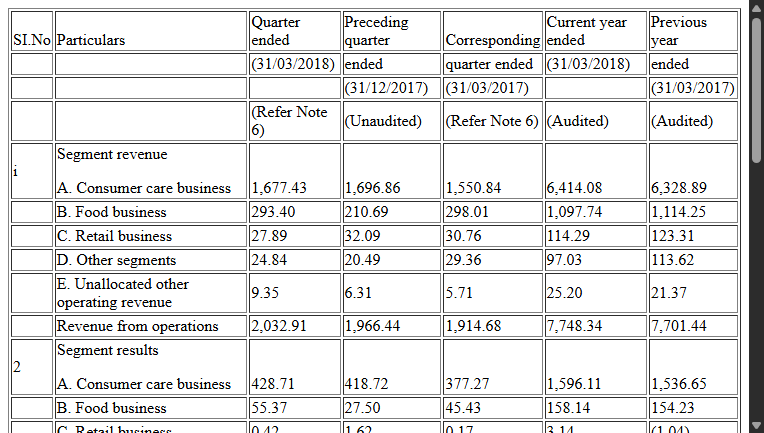 SI.No Particulars Quarter ended Preceding quarter Corresponding Current year ended Previous year
(31/03/2018) ended quarter ended (31/03/2018) ended
(31/12/2017) (31/03/2017) (31/03/2017)
(Refer Note 6) (Unaudited) (Refer Note 6) (Audited) (Audited)
i Segment revenue
A. Consumer care business 1,677.43 1,696.86 1,550.84 6,414.08 6,328.89
B. Food business 293.40 210.69 298.01 1,097.74 1,114.25
C. Retail business 27.89 32.09 30.76 114.29 123.31
D. Other segments 24.84 20.49 29.36 97.03 113.62
E. Unallocated other operating revenue 9.35 6.31 5.71 25.20 21.37
Revenue from operations 2,032.91 1,966.44 1,914.68 7,748.34 7,701.44
2 Segment results
A. Consumer care business 428.71 418.72 377.27 1,596.11 1,536.65
B. Food business 55.37 27.50 45.43 158.14 154.23
C. Retail business 0.42 1.62 0.17 3.14 (1.04)